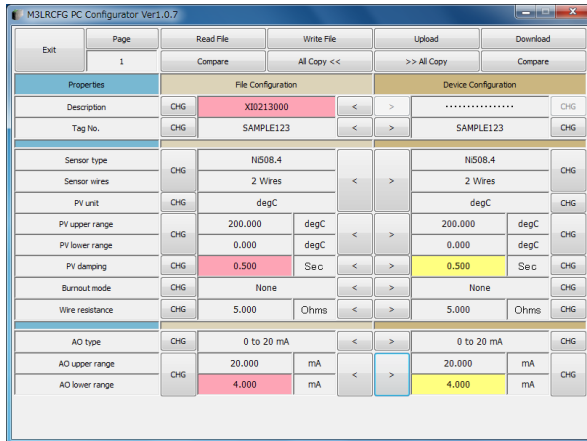 M3LRCFG PC Configurator Ver1.0.7
Exit Page Read File Write File Upload Download
1 Compare All Copy << >> All Copy Compare
Properties File Configuration Device Configuration
Description CHG XI0213000 < > ................ CHG
Tag No. CHG SAMPLE123 < > SAMPLE123 CHG
Sensor type CHG Ni508.4 < > Ni508.4 CHG
Sensor wires 2 Wires 2 Wires
PV unit CHG degC degC CHG
PV upper range CHG 200.000 degC < > 200.000 degC CHG
PV lower range 0.000 degC 0.000 degC
PV damping CHG 0.500 Sec < > 0.500 Sec CHG
Burnout mode CHG None < > None CHG
Wire resistance CHG 5.000 Ohms < > 5.000 Ohms CHG
AO type CHG 0 to 20 mA < > 0 to 20 mA CHG
AO upper range CHG 20.000 mA < > 20.000 mA CHG
AO lower range 4.000 mA 4.000 mA